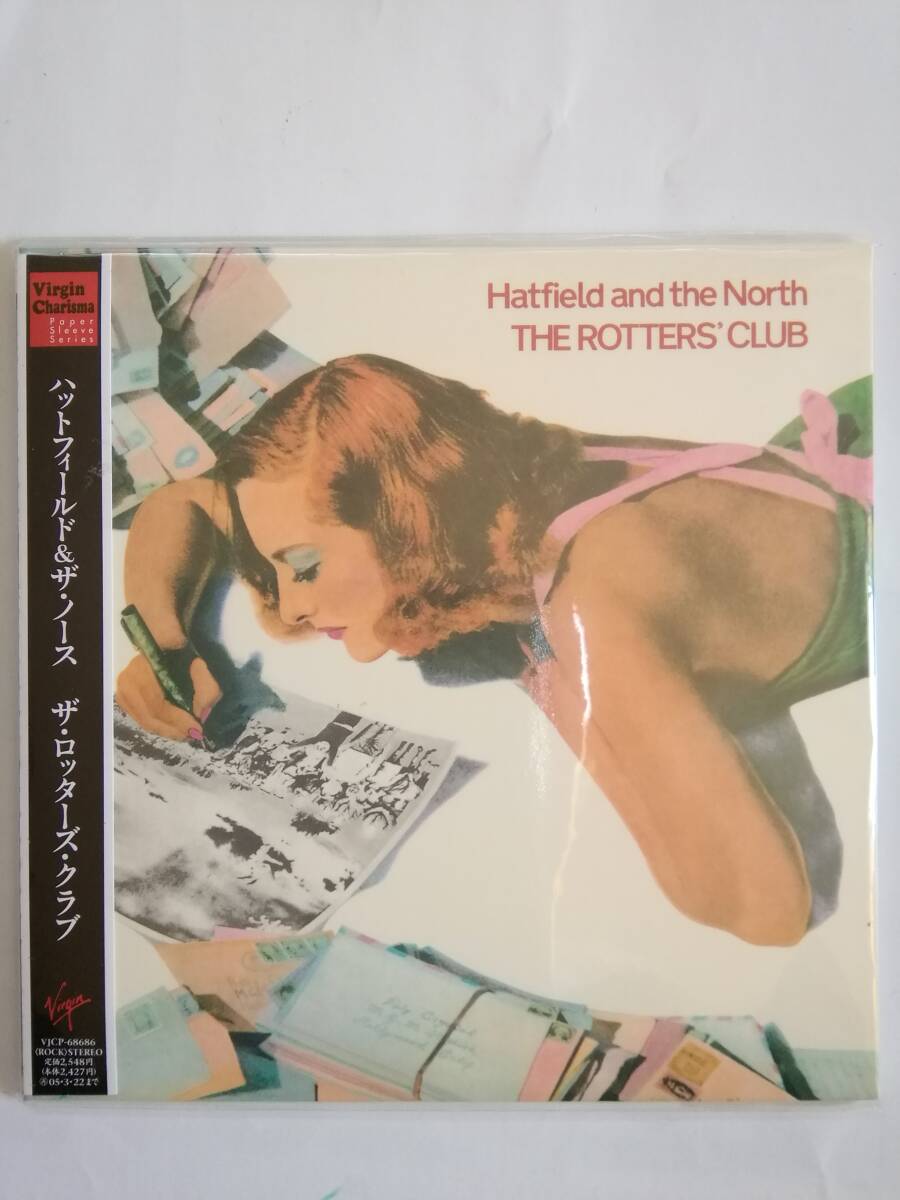 Virgin
Charisma
Paper
Sleeve
Series
ハットフィールド&ザ・ノース ザ・ロッターズ・クラブ
Virgin
VJCP-68686
〈ROCK〉STEREO
定価2,548円
(本体2,427円)
05・3・22まで
Hatfield and the North
THE ROTTERS' CLUB